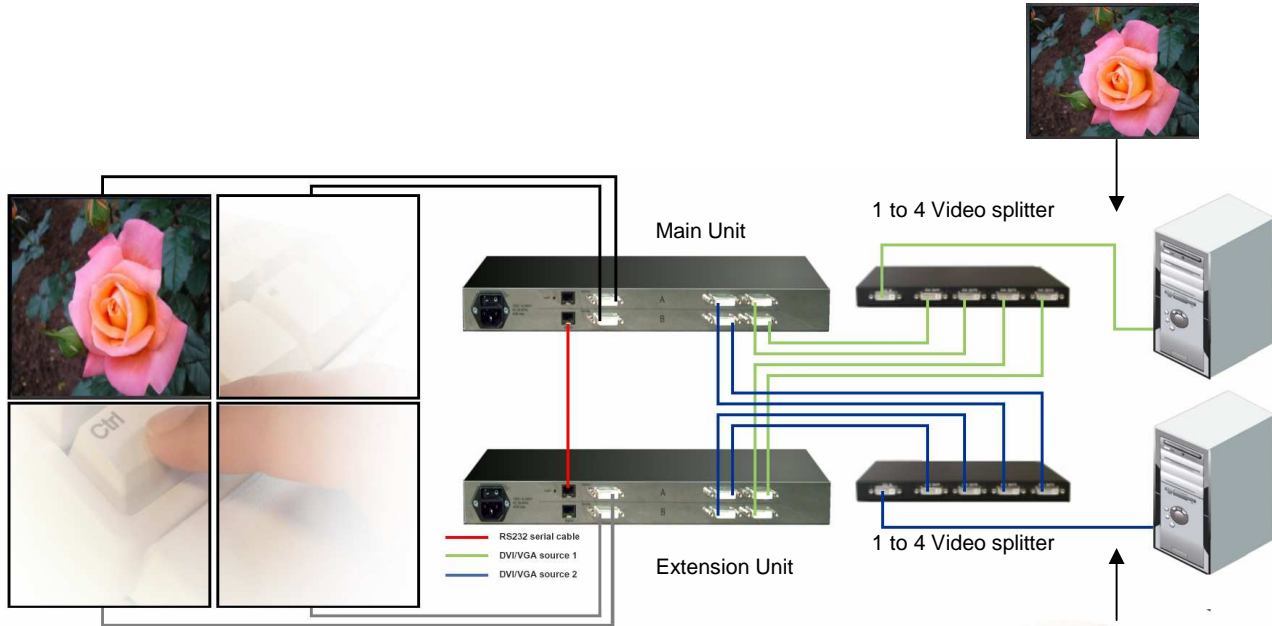 1 to 4 Video splitter
Main Unit
A
B
Ctrl
A
B
RS232 serial cable
DVI/VGA source 1
DVI/VGA source 2
Extension Unit
1 to 4 Video splitter